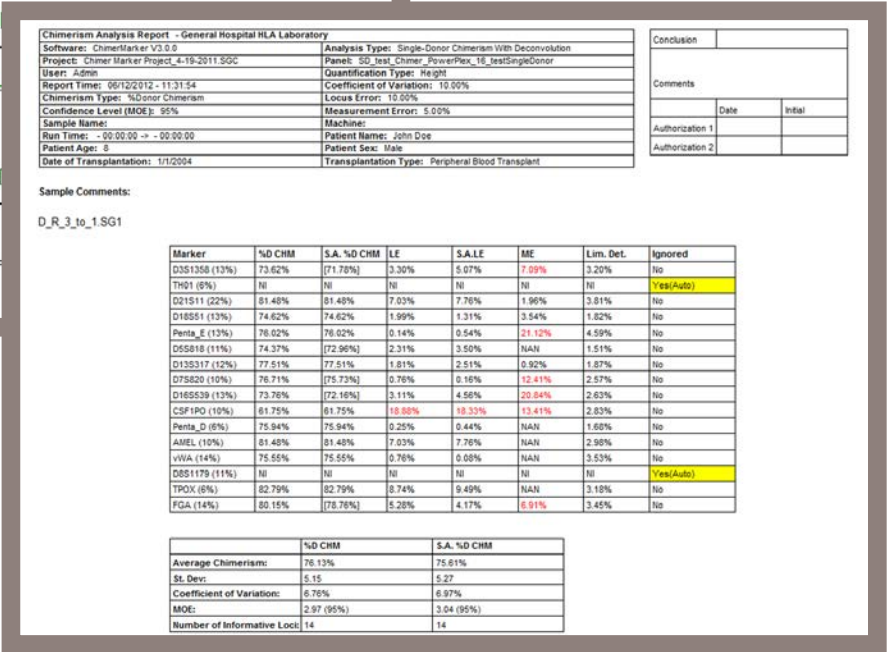 Chimerism Analysis Report - General Hospital HLA Laboratory
Software: ChimerMarker V3.0.0 Analysis Type: Single-Donor Chimerism With Deconvolution
Project: Chimer Marker Project_4-19-2011.SGC Panel: SD_test_Chimer_PowerPlex_16_testSingleDonor
User: Admin Quantification Type: Height
Report Time: 06/12/2012 - 11:31:54 Coefficient of Variation: 10.00%
Chimerism Type: %Donor Chimerism Locus Error: 10.00%
Confidence Level (MOE): 95% Measurement Error: 5.00%
Sample Name: Machine:
Run Time: - 00:00:00 -> - 00:00:00 Patient Name: John Doe
Patient Age: 8 Patient Sex: Male
Date of Transplantation: 1/1/2004 Transplantation Type: Peripheral Blood Transplant
Conclusion
Comments
Date Initial
Authorization 1
Authorization 2
Sample Comments:
D_R_3_to_1.SG1
Marker %D CHM S.A. %D CHM LE S.A.LE ME Lim. Det. Ignored
D3S1358 (13%) 73.62% [71.78%] 3.30% 5.07% 7.09% 3.20% No
TH01 (6%) NI NI NI NI NI NI Yes(Auto)
D21S11 (22%) 81.48% 81.48% 7.03% 7.76% 1.96% 3.81% No
D18S51 (13%) 74.62% 74.62% 1.99% 1.31% 3.54% 1.82% No
Penta_E (13%) 76.02% 76.02% 0.14% 0.54% 21.12% 4.59% No
D5S818 (11%) 74.37% [72.96%] 2.31% 3.50% NAN 1.51% No
D13S317 (12%) 77.51% 77.51% 1.81% 2.51% 0.92% 1.87% No
D7S820 (10%) 76.71% [75.73%] 0.76% 0.16% 12.41% 2.57% No
D16S539 (13%) 73.76% [72.16%] 3.11% 4.56% 20.84% 2.63% No
CSF1PO (10%) 61.75% 61.75% 18.88% 18.33% 13.41% 2.83% No
Penta_D (6%) 75.94% 75.94% 0.25% 0.44% NAN 1.68% No
AMEL (10%) 81.48% 81.48% 7.03% 7.76% NAN 2.98% No
vWA (14%) 75.55% 75.55% 0.76% 0.08% NAN 3.53% No
D8S1179 (11%) NI NI NI NI NI NI Yes(Auto)
TPOX (6%) 82.79% 82.79% 8.74% 9.49% NAN 3.18% No
FGA (14%) 80.15% [78.76%] 5.28% 4.17% 6.91% 3.45% No
%D CHM S.A. %D CHM
Average Chimerism: 76.13% 75.61%
St. Dev: 5.15 5.27
Coefficient of Variation: 6.76% 6.97%
MOE: 2.97 (95%) 3.04 (95%)
Number of Informative Loci: 14 14